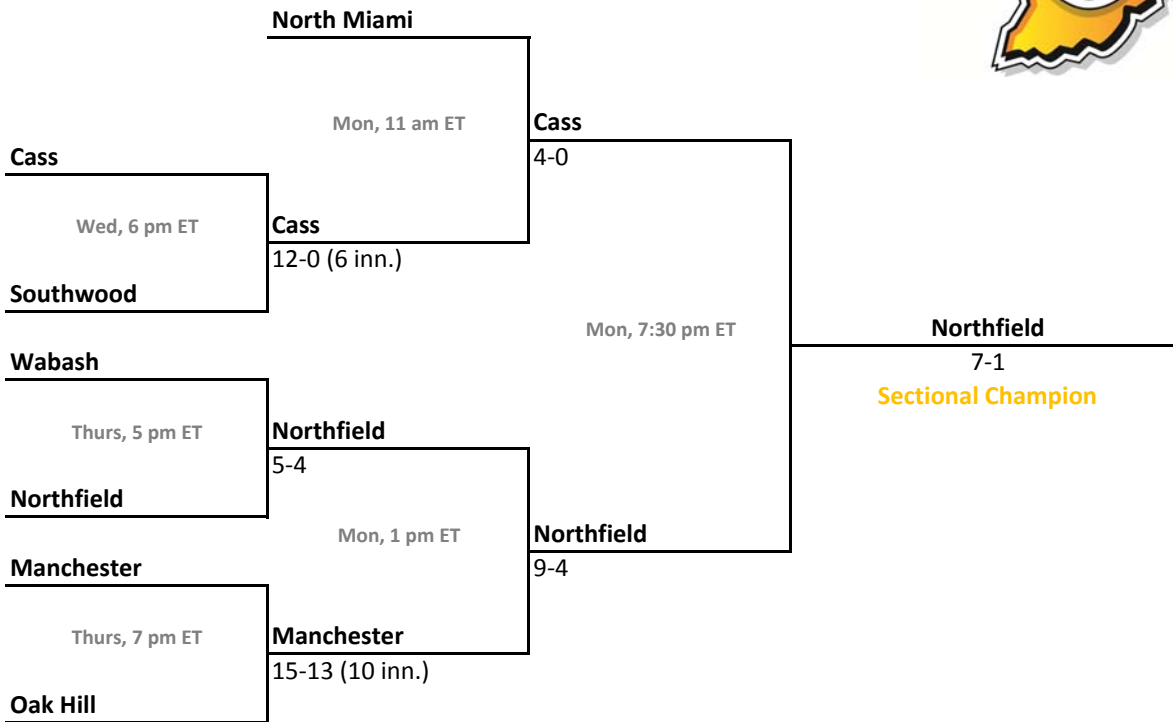 North Miami
Mon, 11 am ET
Cass
Cass
4-0
Wed, 6 pm ET
Cass
12-0 (6 inn.)
Southwood
Mon, 7:30 pm ET
Northfield
Wabash
7-1
Sectional Champion
Thurs, 5 pm ET
Northfield
5-4
Northfield
Mon, 1 pm ET
Northfield
Manchester
9-4
Thurs, 7 pm ET
Manchester
15-13 (10 inn.)
Oak Hill